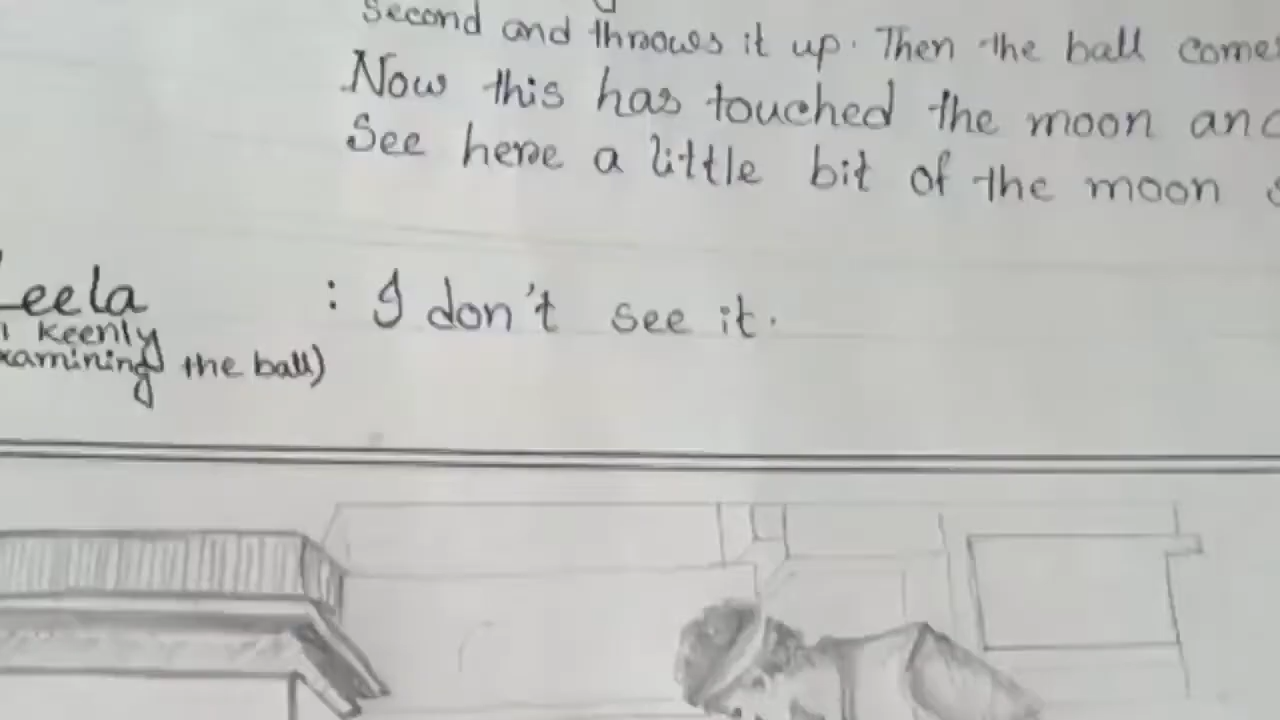 second and throws it up. Then the ball comes
Now this has touched the moon and
See here a little bit of the moon
Leela : I don't see it.
keenly
examining the ball)